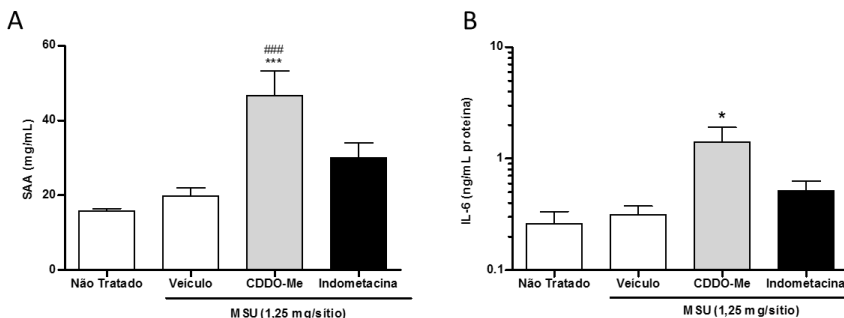 A
60
40
20
0
SAA (mg/mL)
###
***
Não Tratado
Veículo
CDDO-Me
Indometacina
MSU (1,25 mg/sítio)
B
10
1
0.1
IL-6 (ng/mL proteína)
*
Não Tratado
Veículo
CDDO-Me
Indometacina
MSU (1,25 mg/sítio)